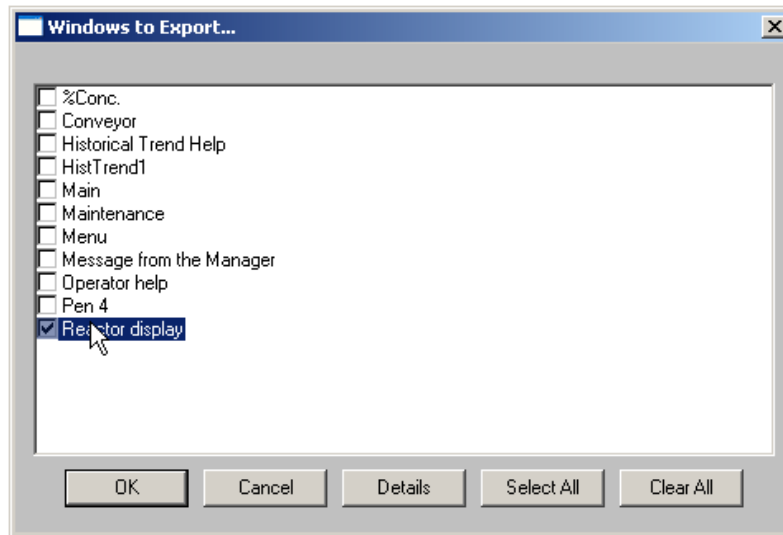 Windows to Export...
%Conc.
Conveyor
Historical Trend Help
HistTrend1
Main
Maintenance
Menu
Message from the Manager
Operator help
Pen 4
Reactor display
OK Cancel Details Select All Clear All